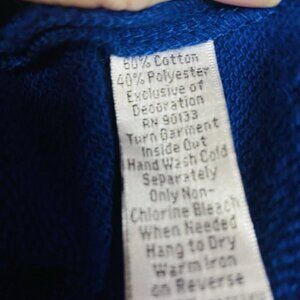 60% Cotton
40% Polyester
Exclusive of
Decoration
RN 90133
Turn Garment
Inside Out
Hand Wash Cold
Separately
Only Non-
Chlorine Bleach
When Needed
Hang to Dry
Warm Iron
on Reverse